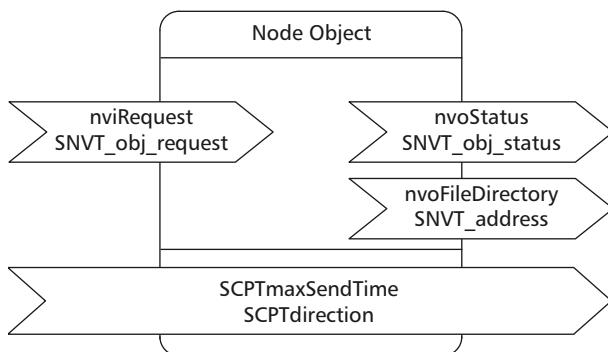 Node Object
nviRequest
SNVT_obj_request
nvoStatus
SNVT_obj_status
nvoFileDirectory
SNVT_address
SCPTmaxSendTime
SCPTdirection